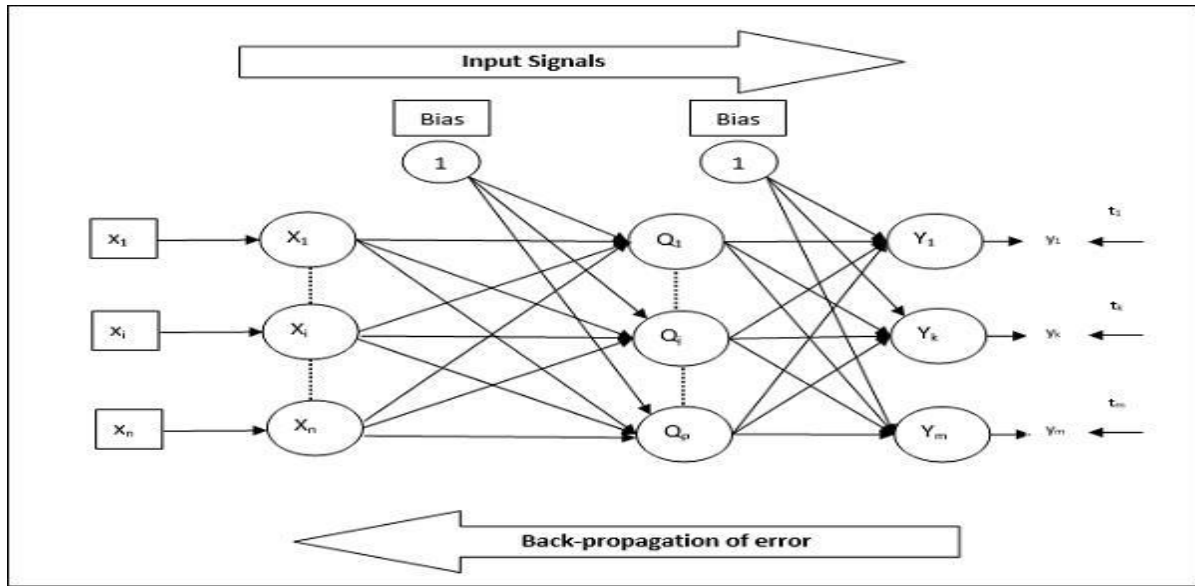 Input Signals
Bias Bias
1 1
t₁
x₁ X₁ Q₁ Y₁ y₁
tₖ
xᵢ Xᵢ Qⱼ Yₖ yₖ
tₘ
xₙ Xₙ Qₚ Yₘ yₘ
Back-propagation of error